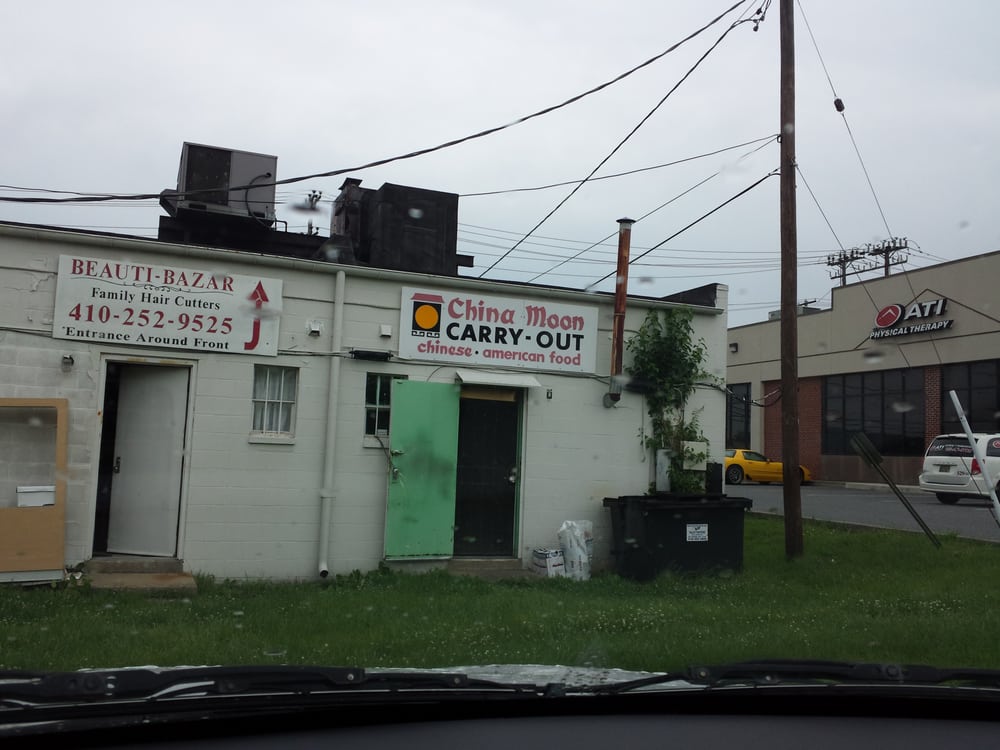 BEAUTI-BAZAR
Family Hair Cutters
410-252-9525
Entrance Around Front
China Moon
CARRY-OUT
chinese • american food
ATI
PHYSICAL THERAPY